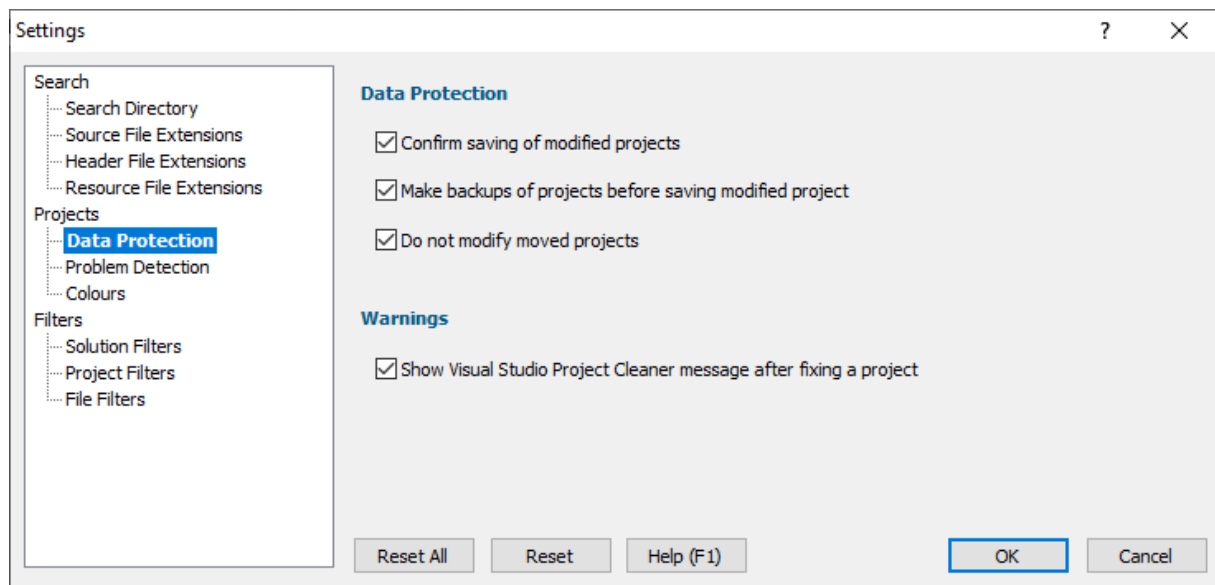 Settings
?
Search
Search Directory
Source File Extensions
Header File Extensions
Resource File Extensions
Projects
Data Protection
Problem Detection
Colours
Filters
Solution Filters
Project Filters
File Filters
Data Protection
Confirm saving of modified projects
Make backups of projects before saving modified project
Do not modify moved projects
Warnings
Show Visual Studio Project Cleaner message after fixing a project
Reset All
Reset
Help (F1)
OK
Cancel